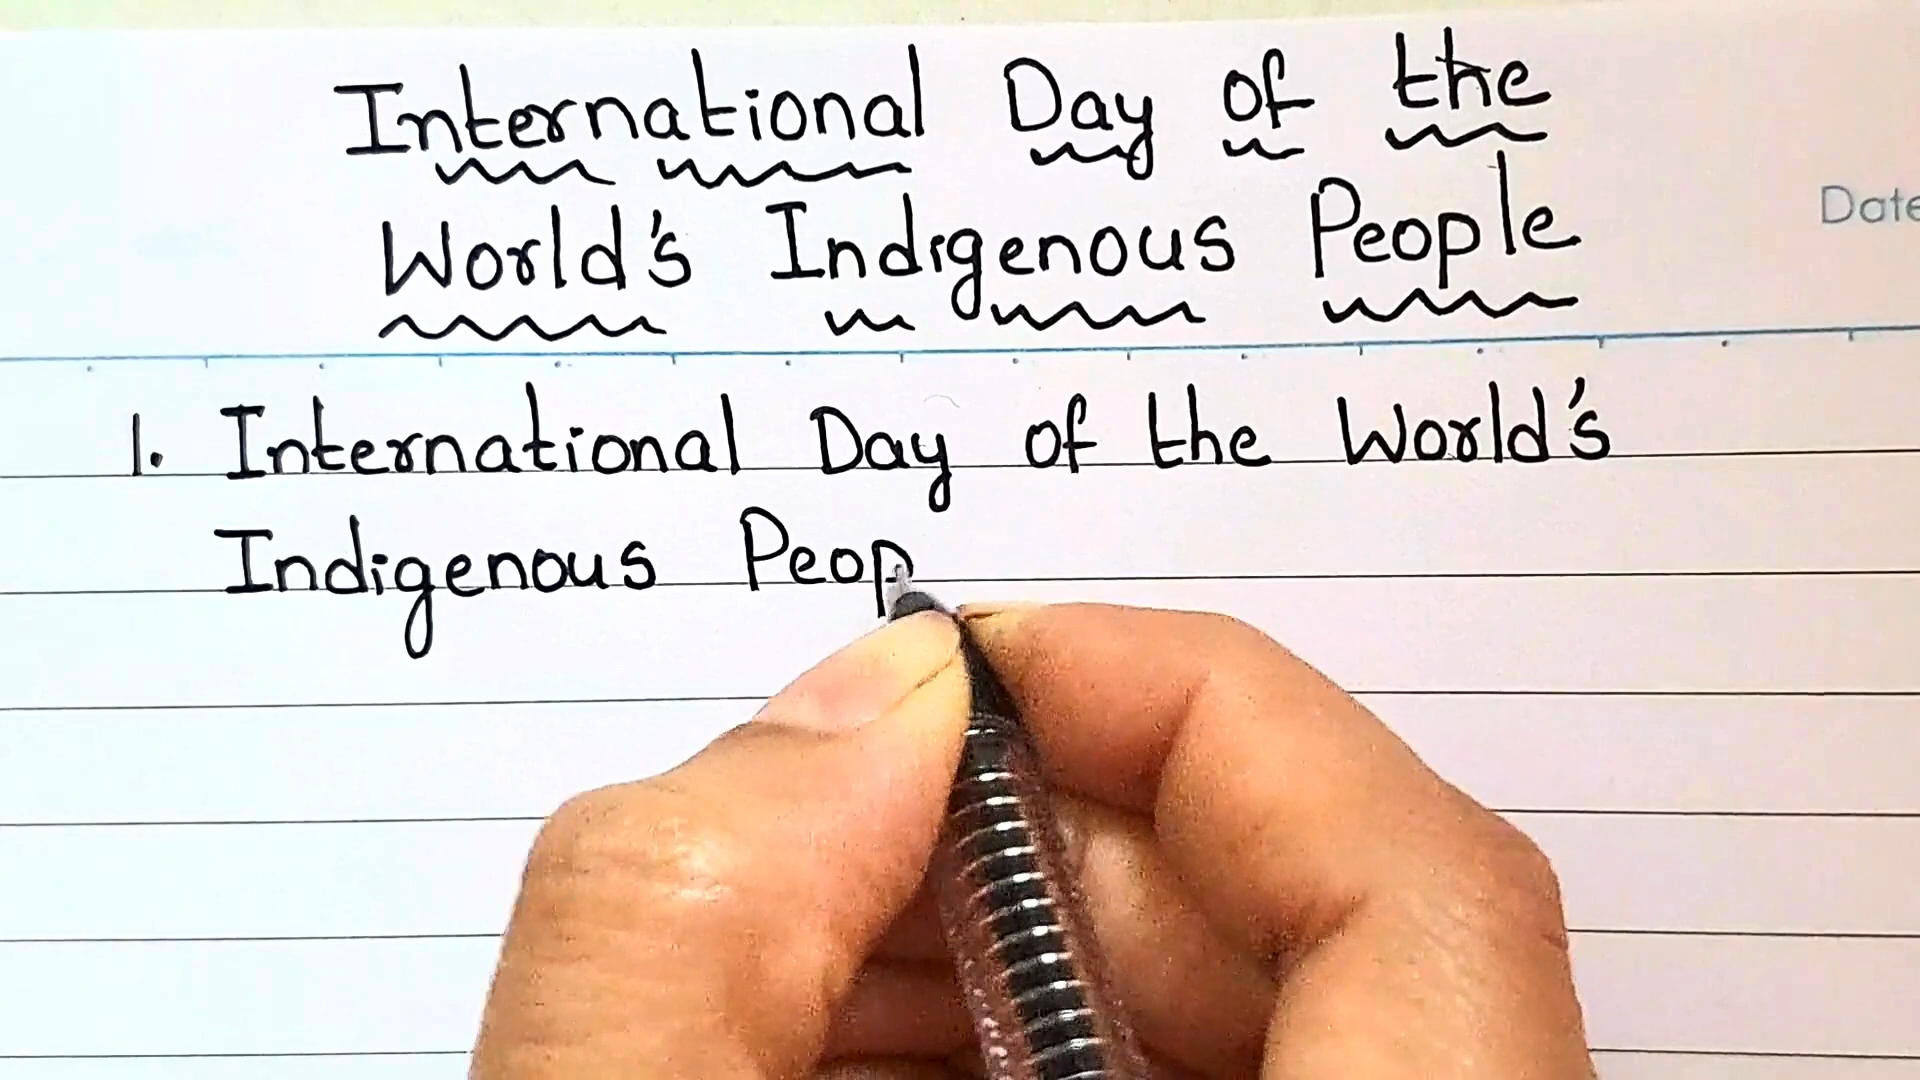 International Day of the
World's Indigenous People
Date
1. International Day of the World's
Indigenous Peop